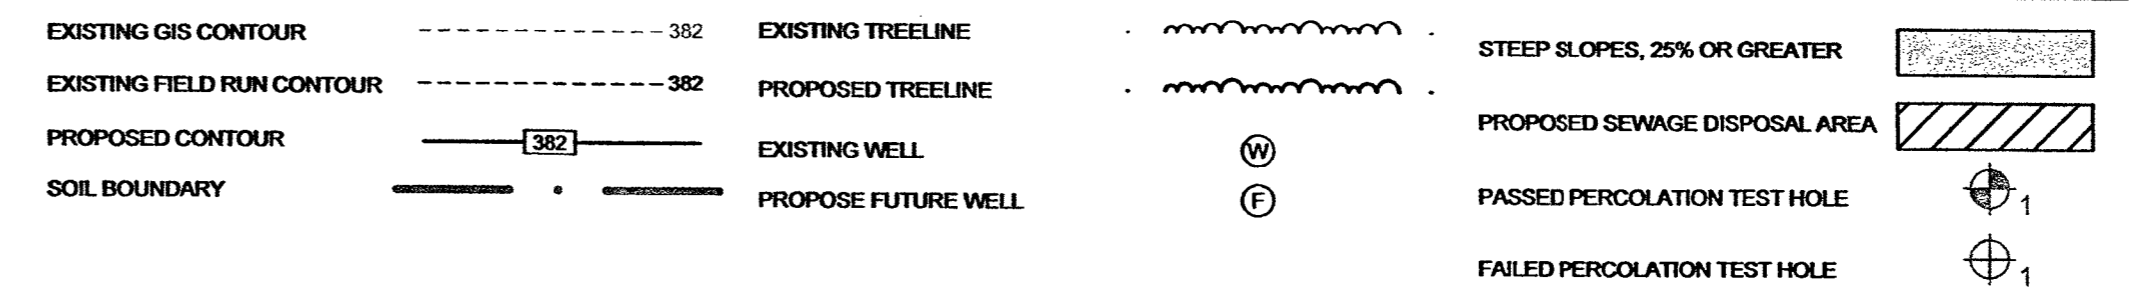 EXISTING GIS CONTOUR 382
EXISTING FIELD RUN CONTOUR 382
PROPOSED CONTOUR 382
SOIL BOUNDARY
EXISTING TREELINE
PROPOSED TREELINE
EXISTING WELL W
PROPOSE FUTURE WELL F
STEEP SLOPES, 25% OR GREATER
PROPOSED SEWAGE DISPOSAL AREA
PASSED PERCOLATION TEST HOLE 1
FAILED PERCOLATION TEST HOLE 1